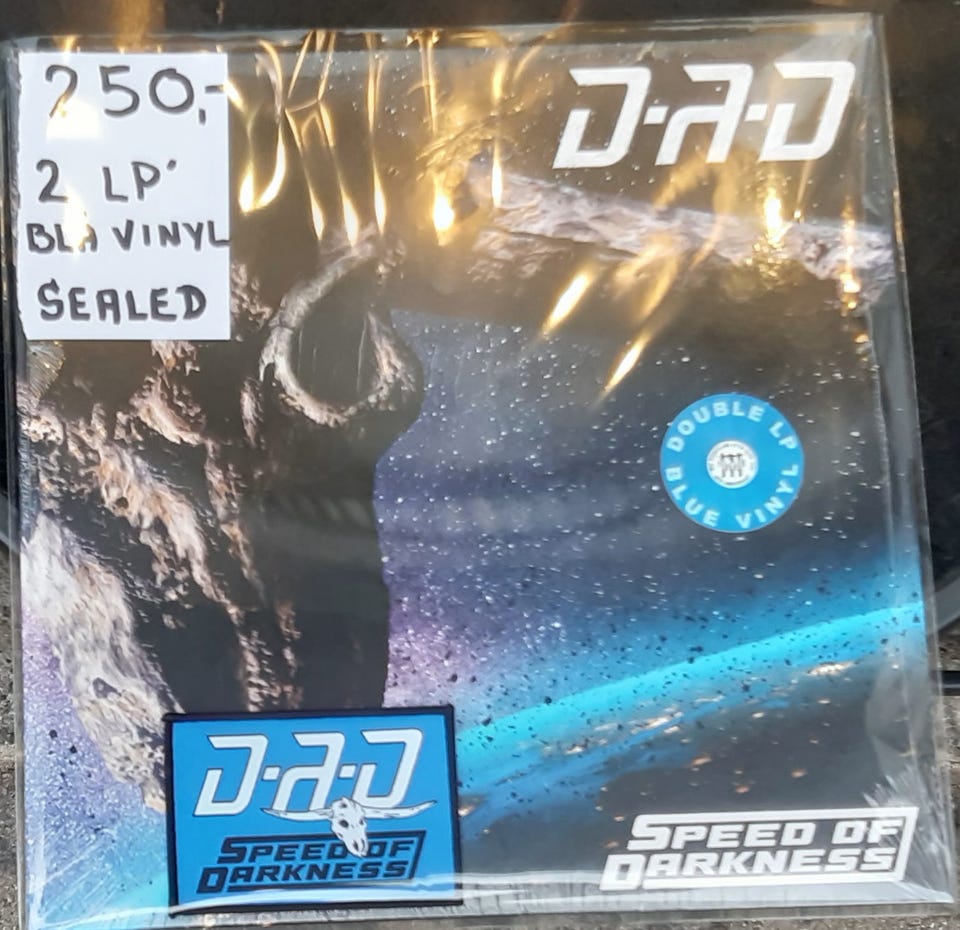 250,-
2 LP'
BLÅ VINYL
SEALED
D·A·D
DOUBLE LP
BLUE VINYL
D·A·D
SPEED OF
DARKNESS
SPEED OF
DARKNESS